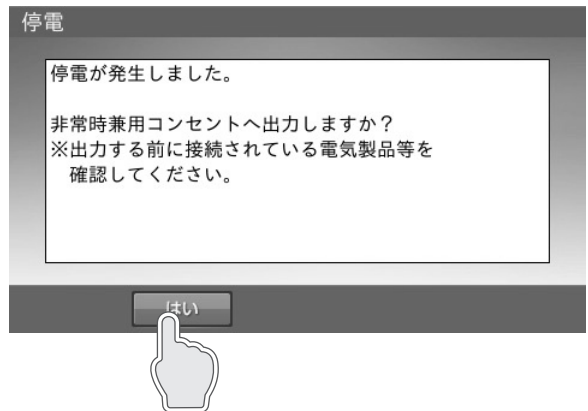 停電
停電が発生しました。
非常時兼用コンセントへ出力しますか？
※出力する前に接続されている電気製品等を
確認してください。
はい